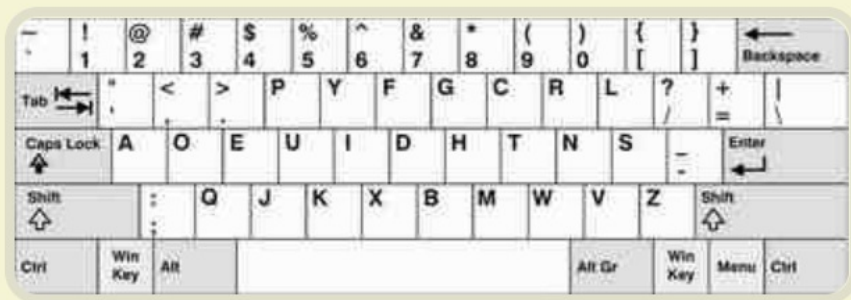 ~ ! @ # $ % ^ & * ( ) { } Backspace
` 1 2 3 4 5 6 7 8 9 0 [ ]
Tab " < > P Y F G C R L ? + |
' , . / = \
Caps Lock A O E U I D H T N S _ Enter
-
Shift : Q J K X B M W V Z Shift
;
Ctrl Win Key Alt Alt Gr Win Key Menu Ctrl